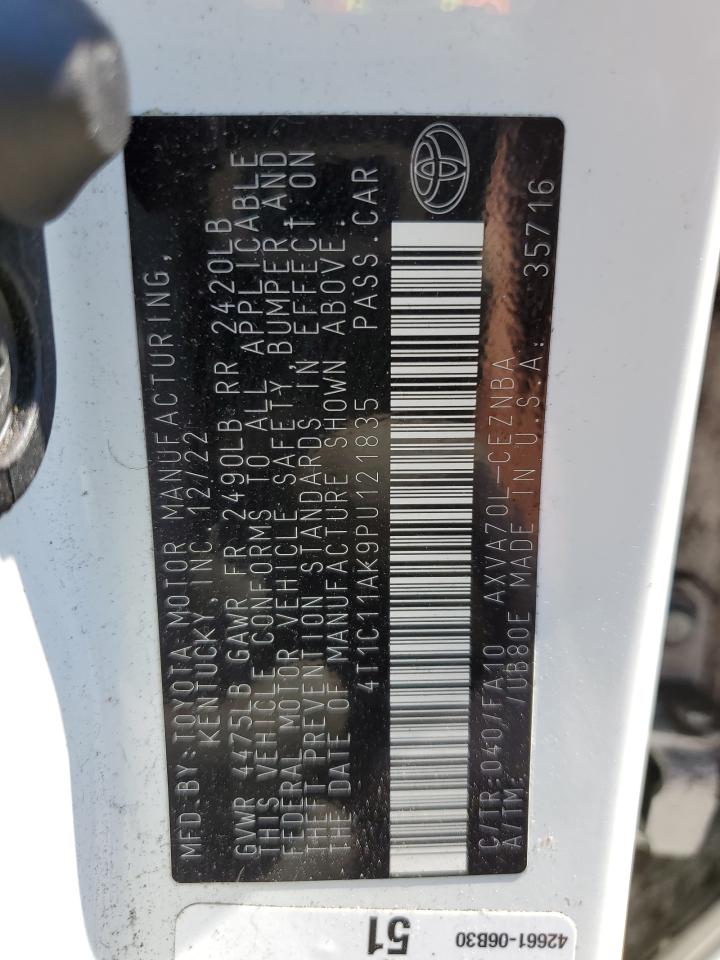 MFD.BY:TOYOTA MOTOR MANUFACTURING,
KENTUCKY INC. 12/22
GVWR 4475LB GAWR FR 2490LB RR 2420LB
THIS VEHICLE CONFORMS TO ALL APPLICABLE
FEDERAL MOTOR VEHICLE SAFETY, BUMPER, AND
THEFT PREVENTION STANDARDS IN EFFECT ON
THE DATE OF MANUFACTURE SHOWN ABOVE.
4T1C11AK9PU121835 PASS.CAR
C/TR:040/FA10 AXVA70L-CEZNBA
A/TM: /UB80E MADE IN U.S.A. 35716
42661-06B30
51